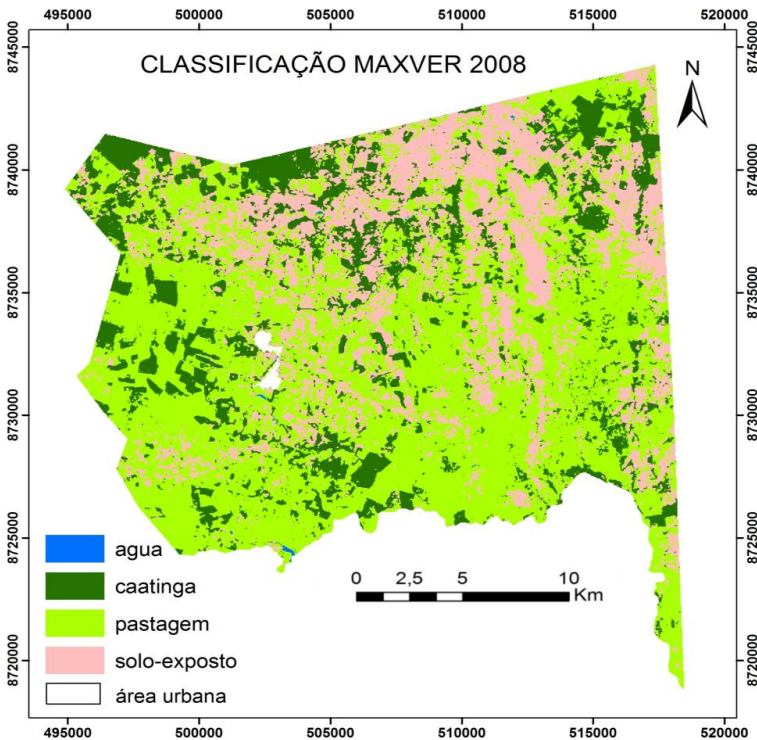 495000 500000 505000 510000 515000 520000
8745000 8745000
CLASSIFICAÇÃO MAXVER 2008
N
8740000 8740000
8735000 8735000
8730000 8730000
8725000 8725000
agua
caatinga
0 2,5 5 10
Km
pastagem
solo-exposto
8720000 8720000
área urbana
495000 500000 505000 510000 515000 520000